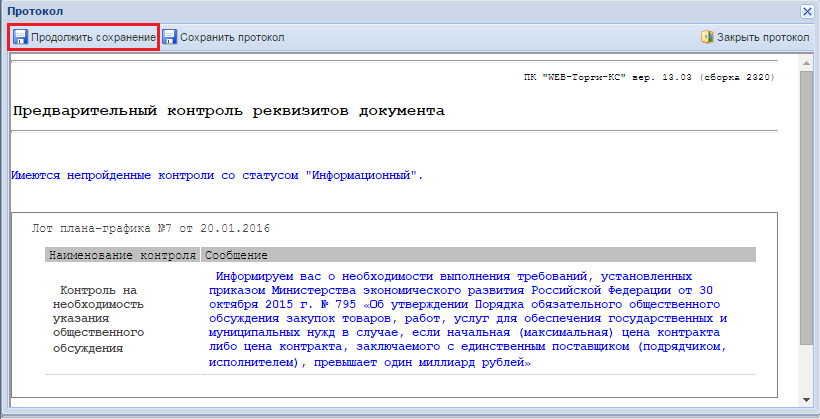 Протокол
Продолжить сохранение Сохранить протокол Закрыть протокол
ПК "WEB-Торги-КС" вер. 13.03 (сборка 2320)
Предварительный контроль реквизитов документа
Имеются непройденные контроли со статусом "Информационный".
Лот плана-графика №7 от 20.01.2016
Наименование контроля Сообщение
Контроль на
необходимость
указания
общественного
обсуждения
Информируем вас о необходимости выполнения требований, установленных
приказом Министерства экономического развития Российской Федерации от 30
октября 2015 г. № 795 «Об утверждении Порядка обязательного общественного
обсуждения закупок товаров, работ, услуг для обеспечения государственных и
муниципальных нужд в случае, если начальная (максимальная) цена контракта
либо цена контракта, заключаемого с единственным поставщиком (подрядчиком,
исполнителем), превышает один миллиард рублей»